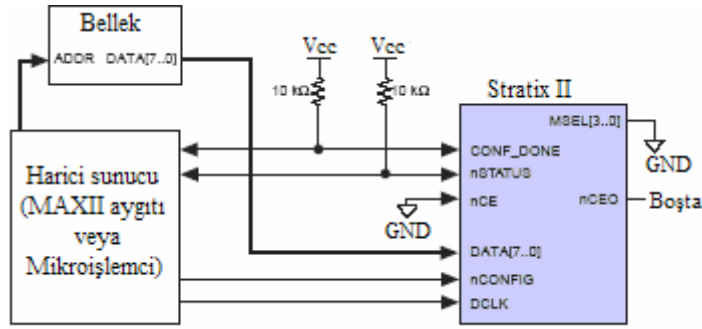 Bellek
ADDR DATA[7..0]
Vcc
Vcc
10 kΩ
10 kΩ
Stratix II
MSEL[3..0]
GND
CONF_DONE
nSTATUS
nCE
nCEO
Boşta
GND
Harici sunucu
(MAXII aygıtı
veya
Mikroişlemci)
DATA[7..0]
nCONFIG
DCLK